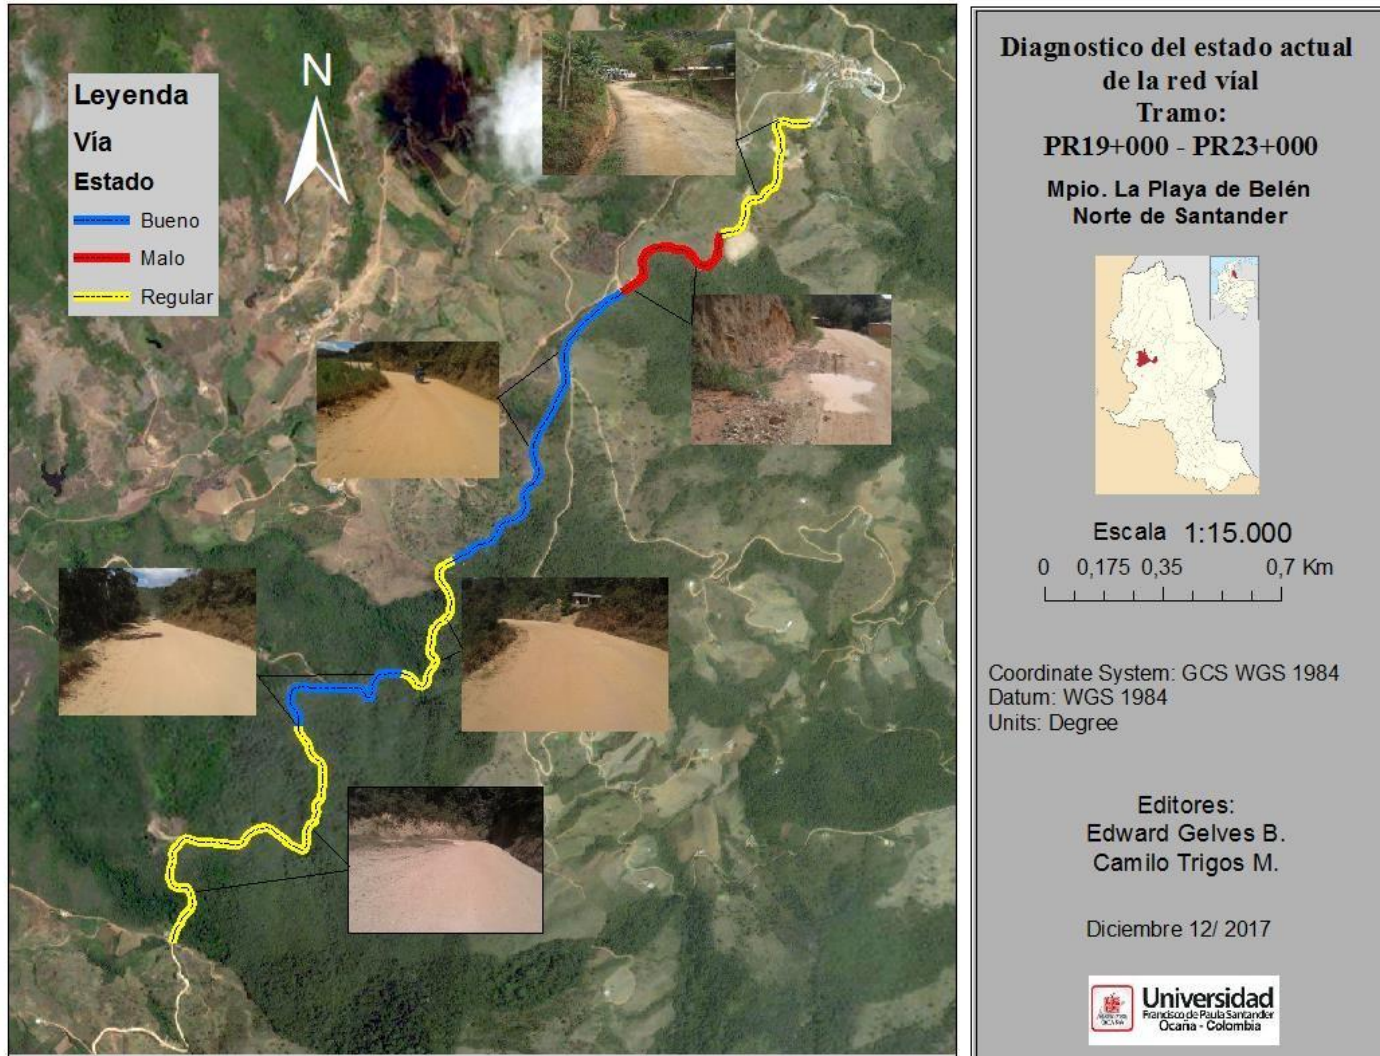 N
Leyenda
Vía
Estado
Bueno
Malo
Regular
Diagnostico del estado actual
de la red víal
Tramo:
PR19+000 - PR23+000
Mpio. La Playa de Belén
Norte de Santander
Escala 1:15.000
0 0,175 0,35 0,7 Km
Coordinate System: GCS WGS 1984
Datum: WGS 1984
Units: Degree
Editores:
Edward Gelves B.
Camilo Trigos M.
Diciembre 12/ 2017
Universidad
Francisco de Paula Santander
Ocaña - Colombia